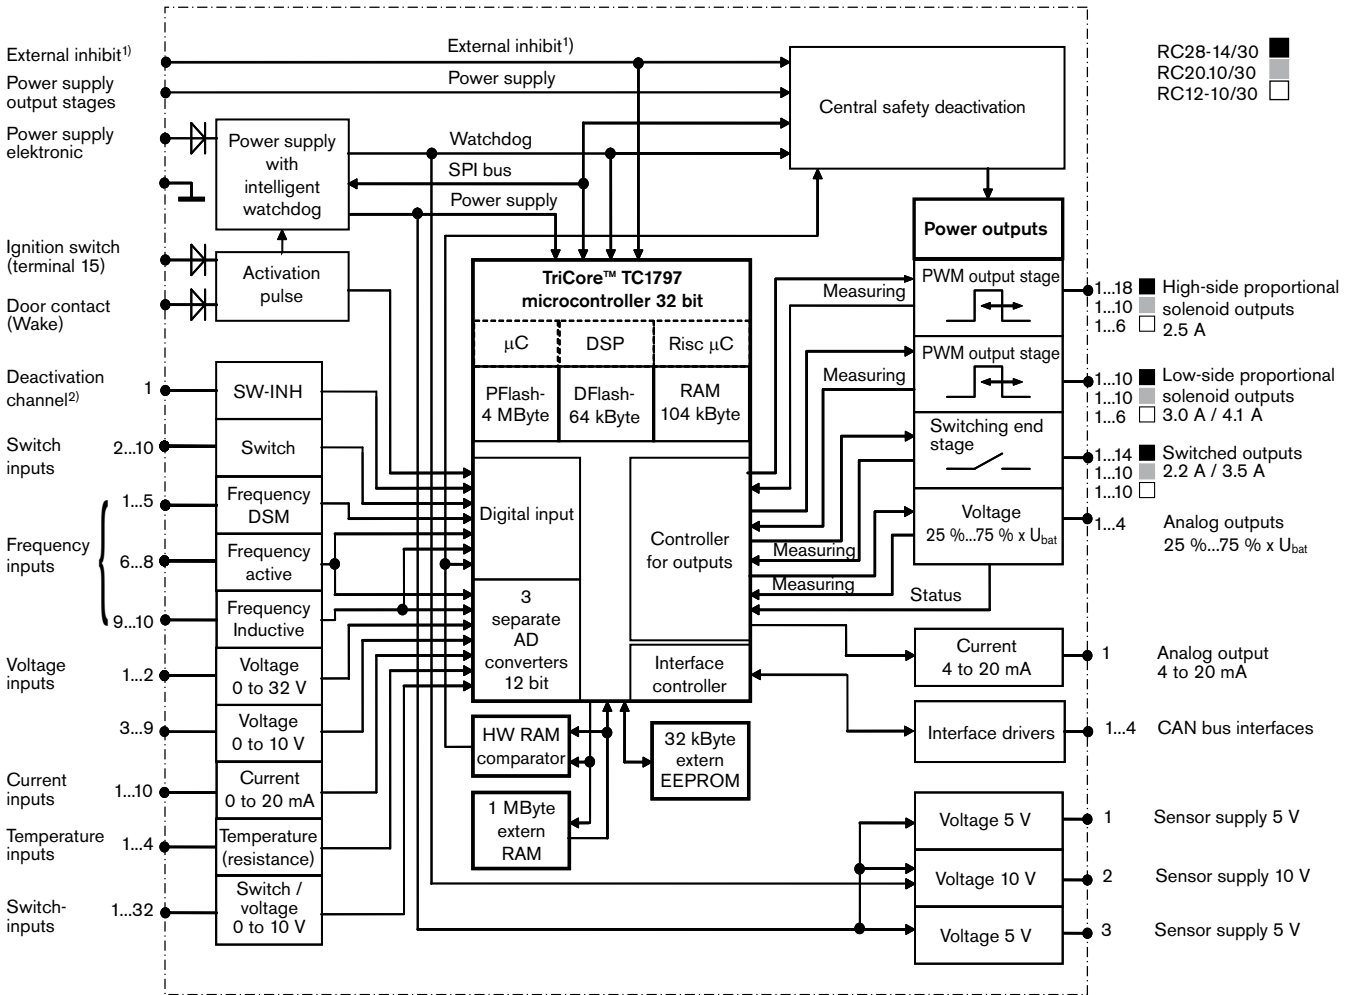 External inhibit1)
Power supply
output stages
Power supply
elektronic
Ignition switch
(terminal 15)
Door contact
(Wake)
Deactivation
channel2)
1
Switch
inputs
2...10
Frequency
inputs
1...5
6...8
9...10
Voltage
inputs
1...2
3...9
Current
inputs
1...10
Temperature
inputs
1...4
Switch-
inputs
1...32
External inhibit1)
Power supply
Watchdog
SPI bus
Power supply
Power supply
with
intelligent
watchdog
Activation
pulse
SW-INH
Switch
Frequency
DSM
Frequency
active
Frequency
Inductive
Voltage
0 to 32 V
Voltage
0 to 10 V
Current
0 to 20 mA
Temperature
(resistance)
Switch /
voltage
0 to 10 V
TriCore™ TC1797
microcontroller 32 bit
µC
DSP
Risc µC
PFlash-
4 MByte
DFlash-
64 kByte
RAM
104 kByte
Digital input
3
separate
AD
converters
12 bit
Controller
for outputs
Interface
controller
HW RAM
comparator
1 MByte
extern
RAM
32 kByte
extern
EEPROM
Central safety deactivation
Power outputs
PWM output stage
Measuring
PWM output stage
Measuring
Switching end
stage
Measuring
Voltage
25 %...75 % x Ubat
Measuring
Status
Current
4 to 20 mA
Interface drivers
Voltage 5 V
Voltage 10 V
Voltage 5 V
RC28-14/30
RC20.10/30
RC12-10/30
1...18
1...10
1...6
High-side proportional
solenoid outputs
2.5 A
1...10
1...10
1...6
Low-side proportional
solenoid outputs
3.0 A / 4.1 A
1...14
1...10
1...10
Switched outputs
2.2 A / 3.5 A
1...4
Analog outputs
25 %...75 % x Ubat
1
Analog output
4 to 20 mA
1...4
CAN bus interfaces
1
Sensor supply 5 V
2
Sensor supply 10 V
3
Sensor supply 5 V